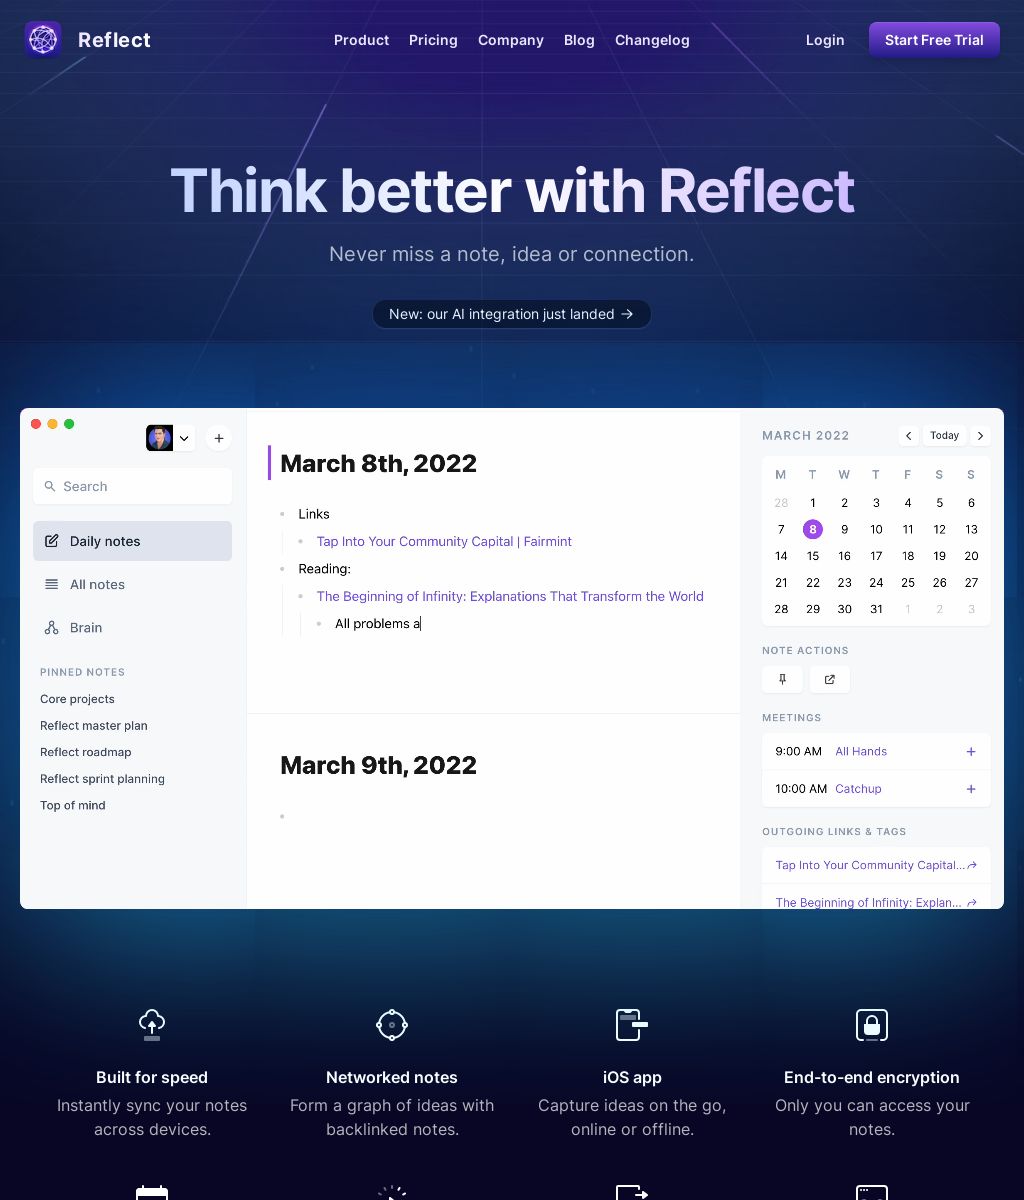 Reflect
Product Pricing Company Blog Changelog
Login
Start Free Trial
Think better with Reflect
Never miss a note, idea or connection.
New: our AI integration just landed →
Search
Daily notes
All notes
Brain
PINNED NOTES
Core projects
Reflect master plan
Reflect roadmap
Reflect sprint planning
Top of mind
March 8th, 2022
Links
Tap Into Your Community Capital | Fairmint
Reading:
The Beginning of Infinity: Explanations That Transform the World
All problems a
March 9th, 2022
MARCH 2022
Today
M T W T F S S
28 1 2 3 4 5 6
7 8 9 10 11 12 13
14 15 16 17 18 19 20
21 22 23 24 25 26 27
28 29 30 31 1 2 3
NOTE ACTIONS
MEETINGS
9:00 AM All Hands +
10:00 AM Catchup +
OUTGOING LINKS & TAGS
Tap Into Your Community Capital...
The Beginning of Infinity: Explan...
Built for speed
Instantly sync your notes
across devices.
Networked notes
Form a graph of ideas with
backlinked notes.
iOS app
Capture ideas on the go,
online or offline.
End-to-end encryption
Only you can access your
notes.